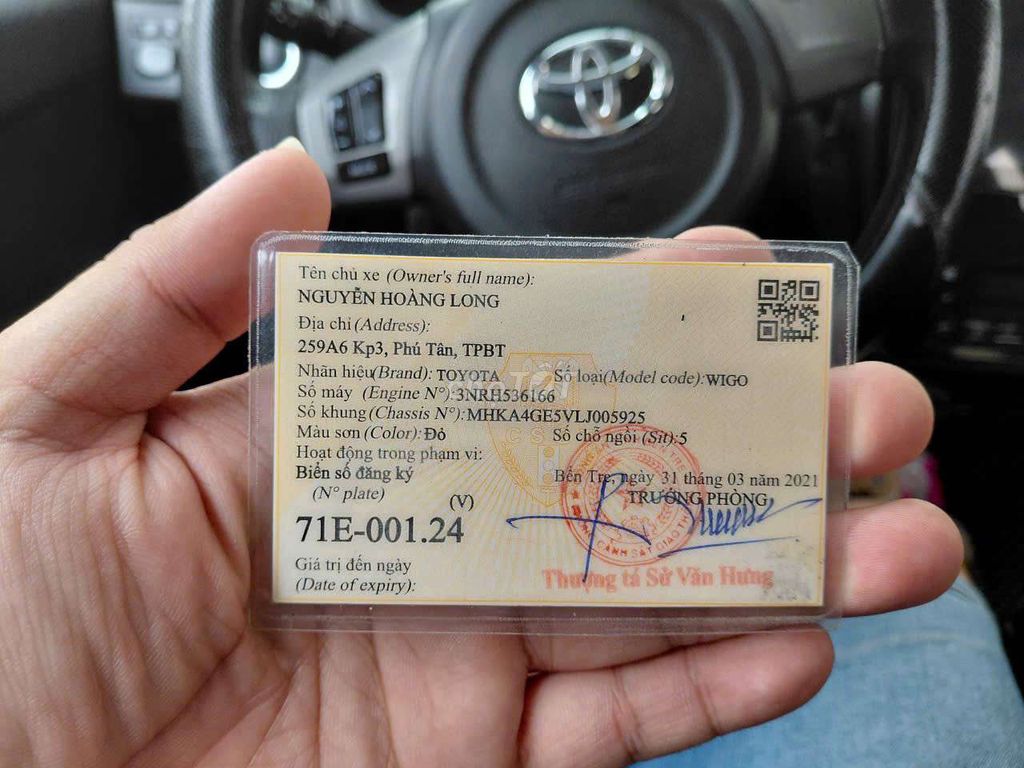 Tên chủ xe (Owner's full name):
NGUYỄN HOÀNG LONG
Địa chỉ (Address):
259A6 Kp3, Phú Tân, TPBT
Nhãn hiệu(Brand): TOYOTA Số loại(Model code): WIGO
Số máy (Engine N°): 3NRH536166
Số khung (Chassis N°): MHKA4GE5VLJ005925
Màu sơn (Color): Đỏ Số chỗ ngồi (Sit): 5
Hoạt động trong phạm vi:
Biển số đăng ký Bến Tre, ngày 31 tháng 03 năm 2021
(N° plate) TRƯỞNG PHÒNG
(V)
71E-001.24
CẢNH SÁT GIAO TH
Giá trị đến ngày
(Date of expiry):
Thượng tá Sử Văn Hưng